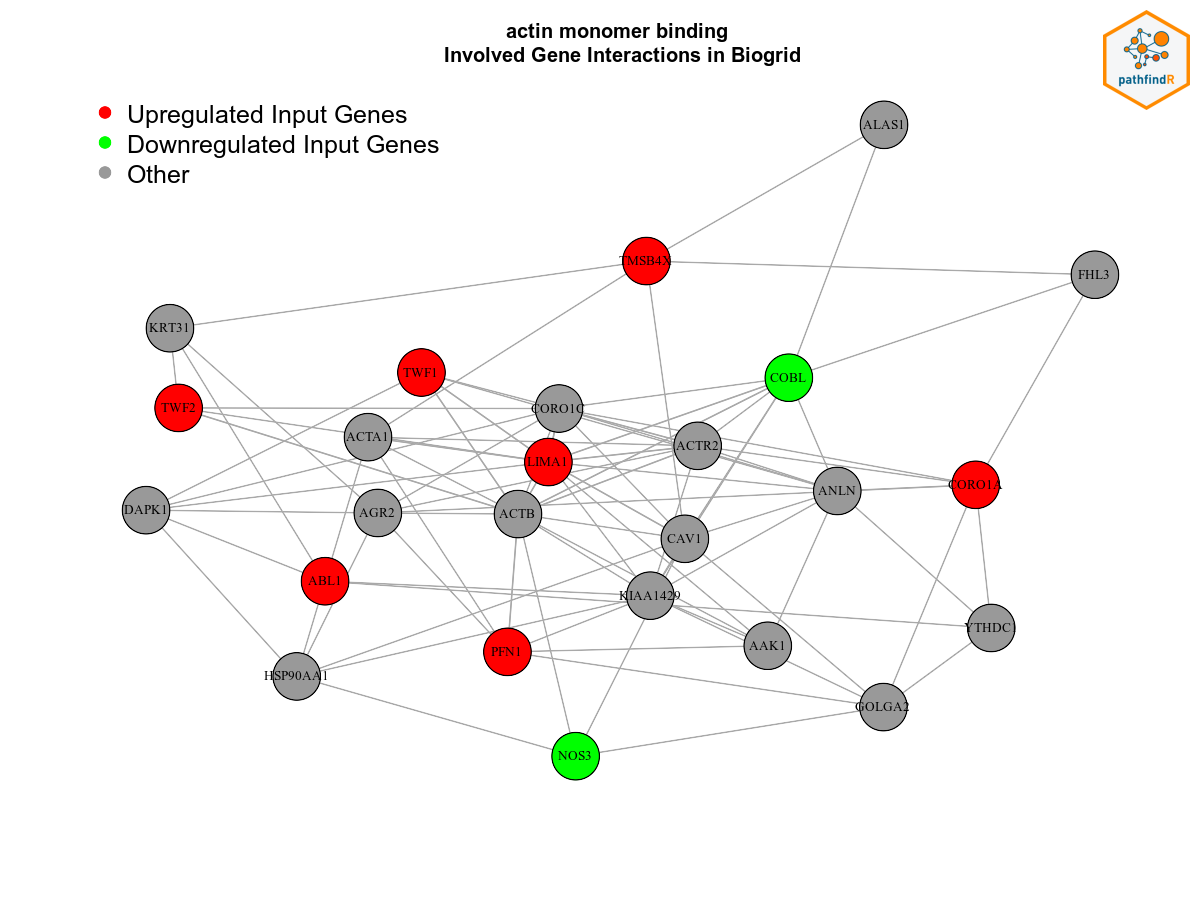 actin monomer binding
Involved Gene Interactions in Biogrid
pathfindR
Upregulated Input Genes
Downregulated Input Genes
Other
ALAS1
TMSB4X
FHL3
KRT31
TWF1
COBL
TWF2
CORO1C
ACTA1
ACTR2
LIMA1
CORO1A
ANLN
DAPK1
AGR2
ACTB
CAV1
ABL1
KIAA1429
YTHDC1
PFN1
AAK1
HSP90AA1
GOLGA2
NOS3